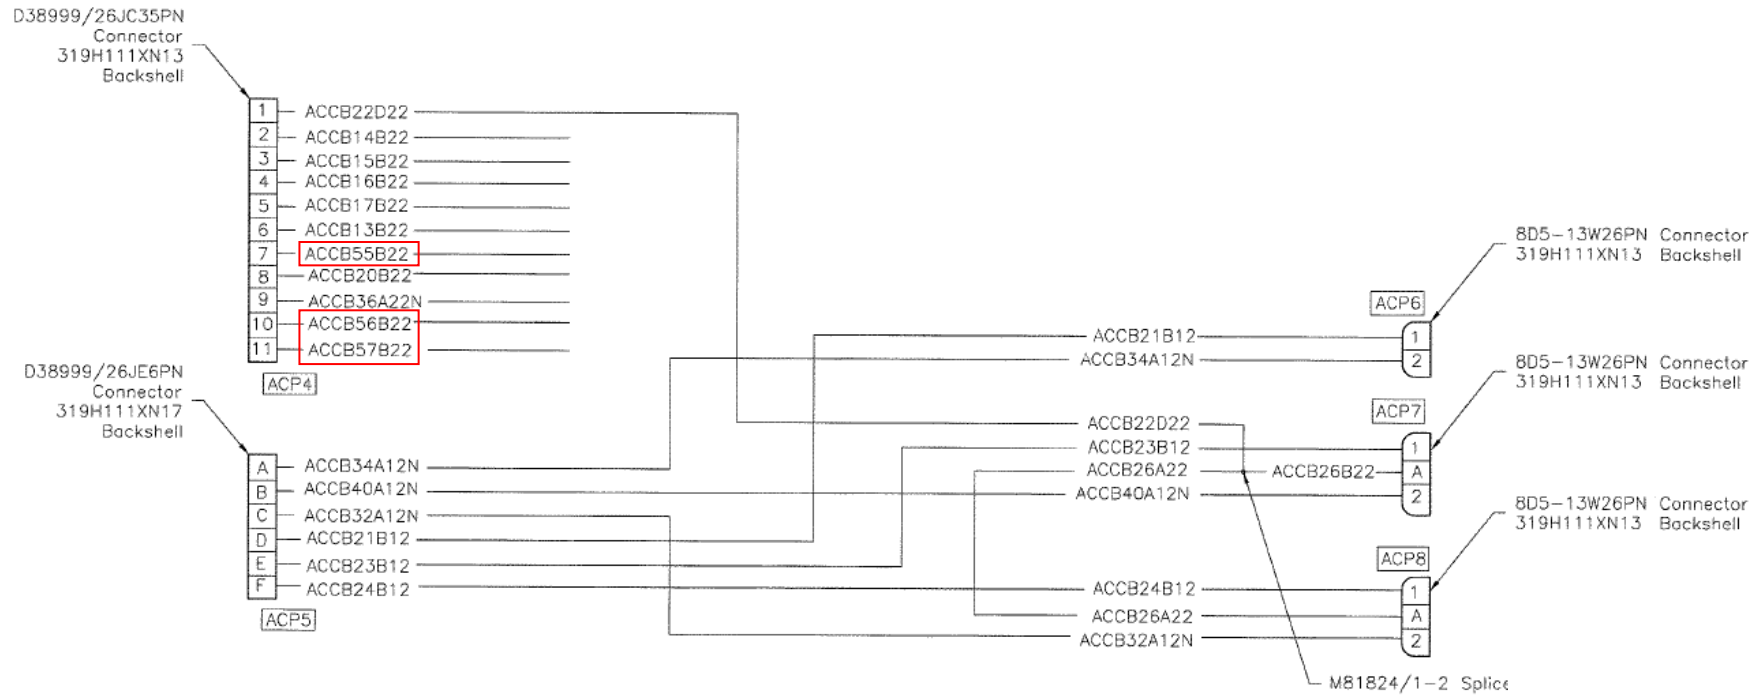 D38999/26JC35PN
Connector
319H111XN13
Backshell
1 ACCB22D22
2 ACCB14B22
3 ACCB15B22
4 ACCB16B22
5 ACCB17B22
6 ACCB13B22
7 ACCB55B22
8 ACCB20B22
9 ACCB36A22N
10 ACCB56B22
11 ACCB57B22
ACP4
D38999/26JE6PN
Connector
319H111XN17
Backshell
A ACCB34A12N
B ACCB40A12N
C ACCB32A12N
D ACCB21B12
E ACCB23B12
F ACCB24B12
ACP5
8D5-13W26PN Connector
319H111XN13 Backshell
ACP6
ACCB21B12 1
ACCB34A12N 2
8D5-13W26PN Connector
319H111XN13 Backshell
ACP7
ACCB22D22
ACCB23B12 1
ACCB26A22 ACCB26B22 A
ACCB40A12N 2
8D5-13W26PN Connector
319H111XN13 Backshell
ACP8
ACCB24B12 1
ACCB26A22 A
ACCB32A12N 2
M81824/1-2 Splice